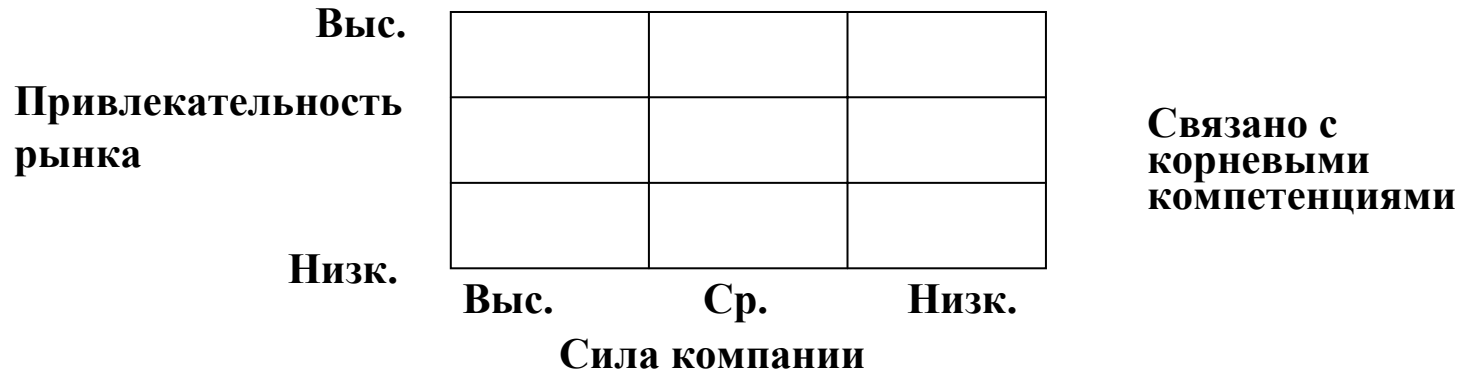 Выс.
Привлекательность
рынка
Низк.
Связано с
корневыми
компетенциями
Выс. Ср. Низк.
Сила компании